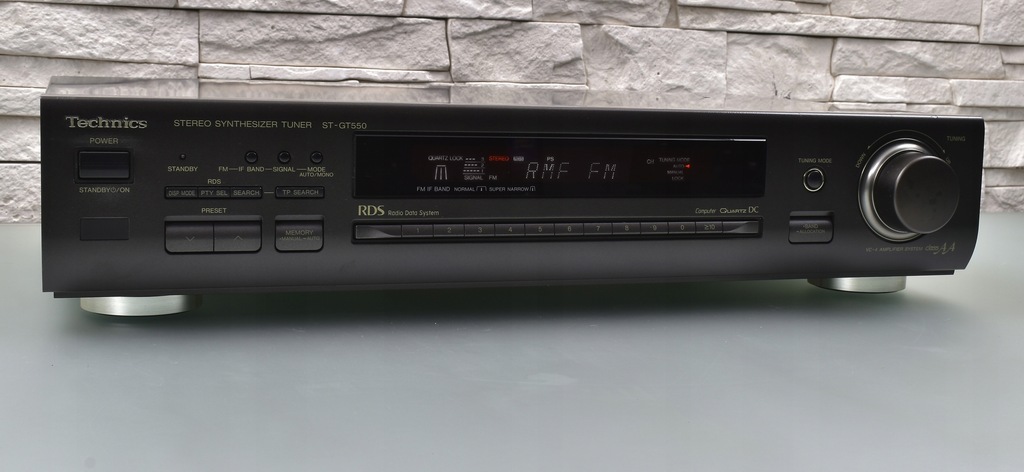 Technics
STEREO SYNTHESIZER TUNER ST-GT550
POWER
STANDBY⏻/ON
STANDBY FM IF BAND SIGNAL MODE
AUTO/MONO
RDS
DISP MODE PTY SEL SEARCH TP SEARCH
PRESET
MEMORY
QUARTZ LOCK STEREO PS
RMF FM
SIGNAL FM
FM IF BAND NORMAL SUPER NARROW
TUNING MODE
MANUAL
LOCK
RDS Radio Data System
Computer Quartz DC
1 2 3 4 5 6 7 8 9 0 ≥10
TUNING MODE
BAND
TUNING
DOWN
class AA